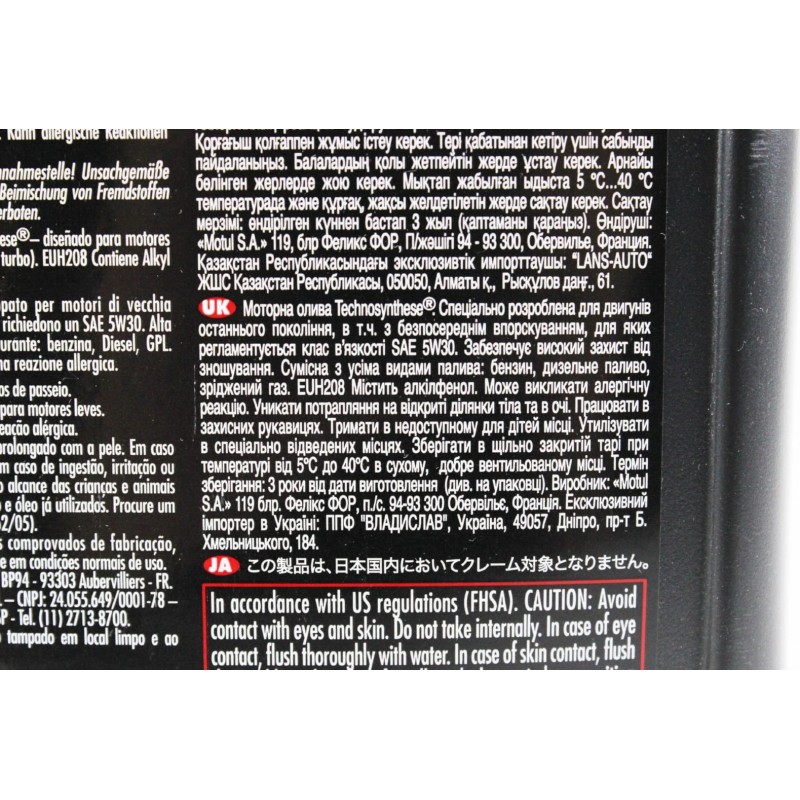 . Kann allergische Reaktionen
nnahmestelle! Unsachgemäße
Beimischung von Fremdstoffen
erboten.
ese®– diseñado para motores
turbo). EUH208 Contiene Alkyl
opato per motori di vecchia
richiedono un SAE 5W30. Alta
urante: benzina, Diesel, GPL.
na reazione allergica.
os de passeio.
para motores leves.
eação alérgica.
prolongado com a pele. Em caso
m caso de ingestão, irritação ou
o alcance das crianças e animais
o e óleo já utilizados. Procure um
62/05).
s comprovados de fabricação,
e em condições normais de uso.
BP94 - 93303 Aubervilliers - FR.
– CNPJ: 24.055.649/0001-78 –
SP - Tel. (11) 2713-8700.
o tampado em local limpo e ao
Қорғағыш қолғаппен жұмыс істеу керек. Тері қабатынан кетіру үшін сабынды
пайдаланыңыз. Балалардың қолы жетпейтін жерде ұстау керек. Арнайы
бөлінген жерлерде жою керек. Мықтап жабылған ыдыста 5 °C...40 °C
температурада және құрғақ, жақсы желдетілетін жерде сақтау керек. Сақтау
мерзімі: өндірілген күннен бастап 3 жыл (қаптаманы қараңыз). Өндіруші:
«Motul S.A.» 119, блр Феликс ФОР, П/жәшігі 94 - 93 300, Обервилье, Франция.
Қазақстан Республикасындағы эксклюзивтік импорттаушы: "LANS-AUTO"
ЖШС Қазақстан Республикасы, 050050, Алматы қ., Рысқұлов даңғ., 61.
UK Моторна олива Technosynthese®. Спеціально розроблена для двигунів
останнього покоління, в т.ч. з безпосереднім впорскуванням, для яких
регламентується клас в'язкості SAE 5W30. Забезпечує високий захист від
зношування. Сумісна з усіма видами палива: бензин, дизельне паливо,
зріджений газ. EUH208 Містить алкілфенол. Може викликати алергічну
реакцію. Уникати потрапляння на відкриті ділянки тіла та в очі. Працювати в
захисних рукавицях. Тримати в недоступному для дітей місці. Утилізувати
в спеціально відведених місцях. Зберігати в щільно закритій тарі при
температурі від 5°C до 40°C в сухому, добре вентильованому місці. Термін
зберігання: 3 роки від дати виготовлення (див. на упаковці). Виробник: «Motul
S.A.» 119 блр. Фелікс ФОР, п./с. 94-93 300 Обервільє, Франція. Ексклюзивний
імпортер в Україні: ППФ "ВЛАДИСЛАВ", Україна, 49057, Дніпро, пр-т Б.
Хмельницького, 184.
JA この製品は、日本国内においてクレーム対象となりません。
In accordance with US regulations (FHSA). CAUTION: Avoid
contact with eyes and skin. Do not take internally. In case of eye
contact, flush thoroughly with water. In case of skin contact, flush